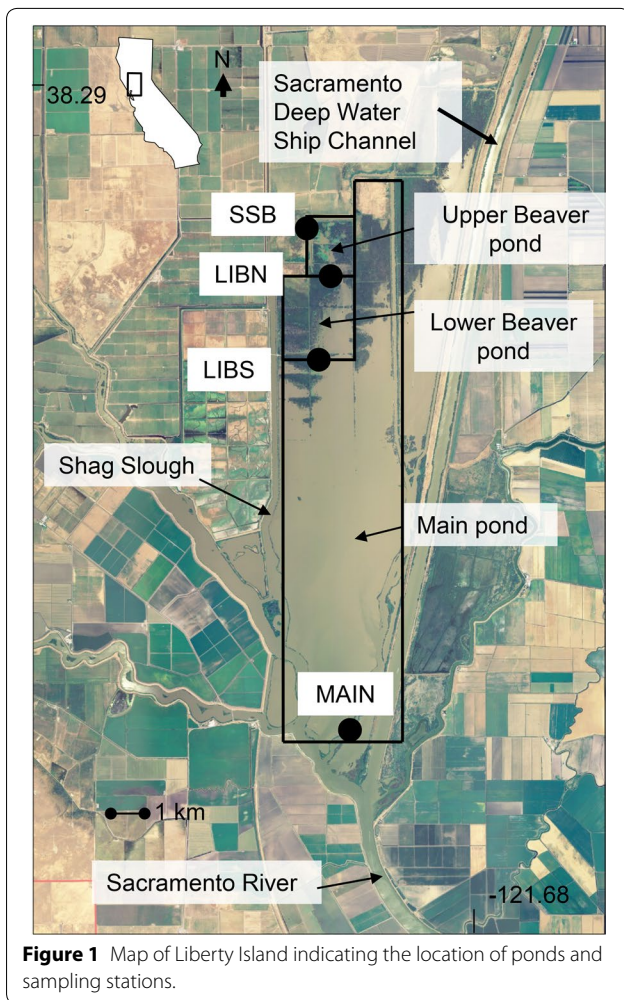 N
38.29
Sacramento
Deep Water
Ship Channel
SSB
Upper Beaver
pond
LIBN
Lower Beaver
pond
LIBS
Shag Slough
Main pond
MAIN
1 km
Sacramento River
-121.68
Figure 1 Map of Liberty Island indicating the location of ponds and
sampling stations.